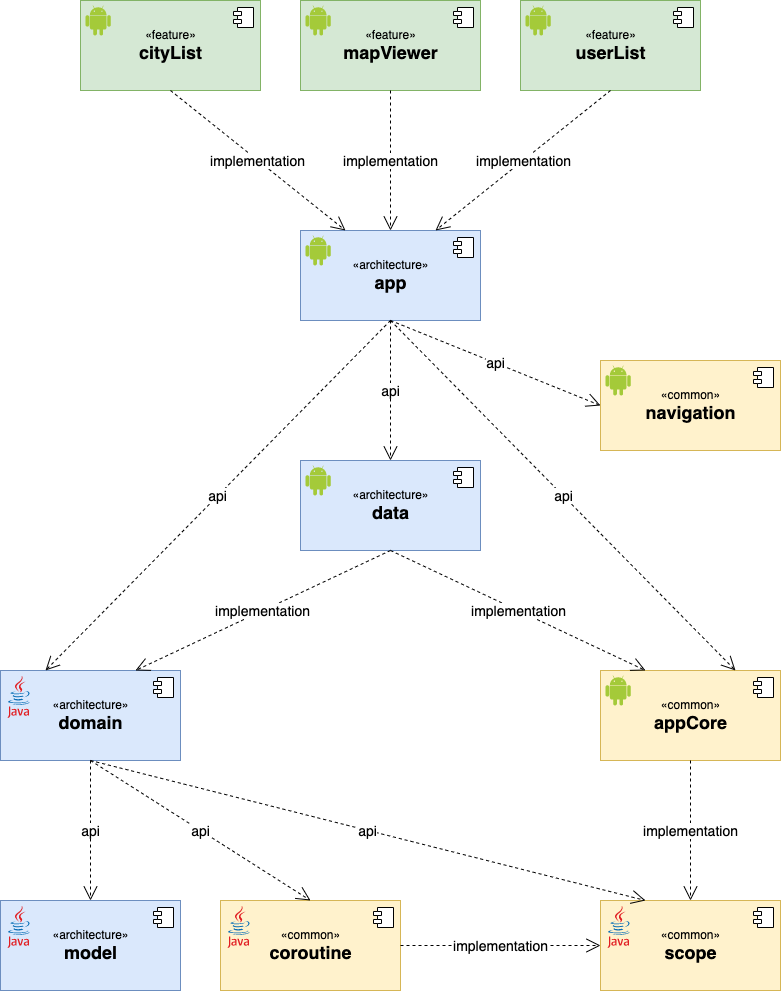 «feature»
cityList
«feature»
mapViewer
«feature»
userList
implementation
implementation
implementation
«architecture»
app
api
api
«common»
navigation
api
api
«architecture»
data
implementation
implementation
Java
«architecture»
domain
«common»
appCore
api
api
api
implementation
Java
«architecture»
model
Java
«common»
coroutine
implementation
Java
«common»
scope